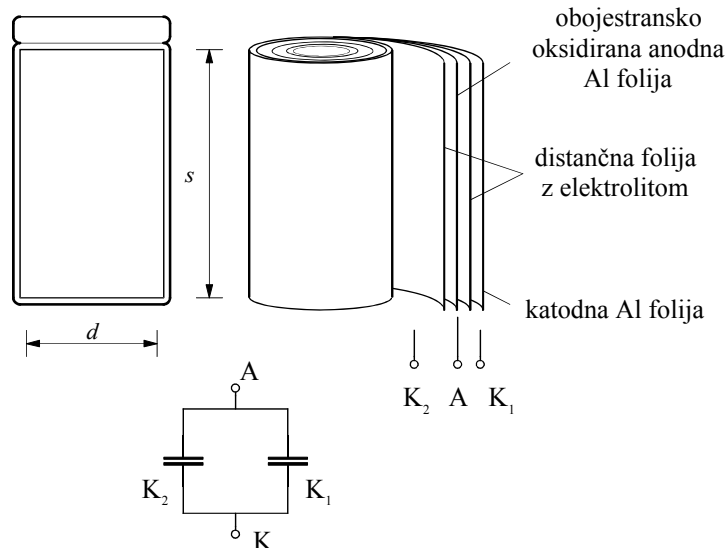 obojestransko
oksidirana anodna
Al folija
s
distančna folija
z elektrolitom
katodna Al folija
d
K₂ A K₁
A
K₂ K₁
K